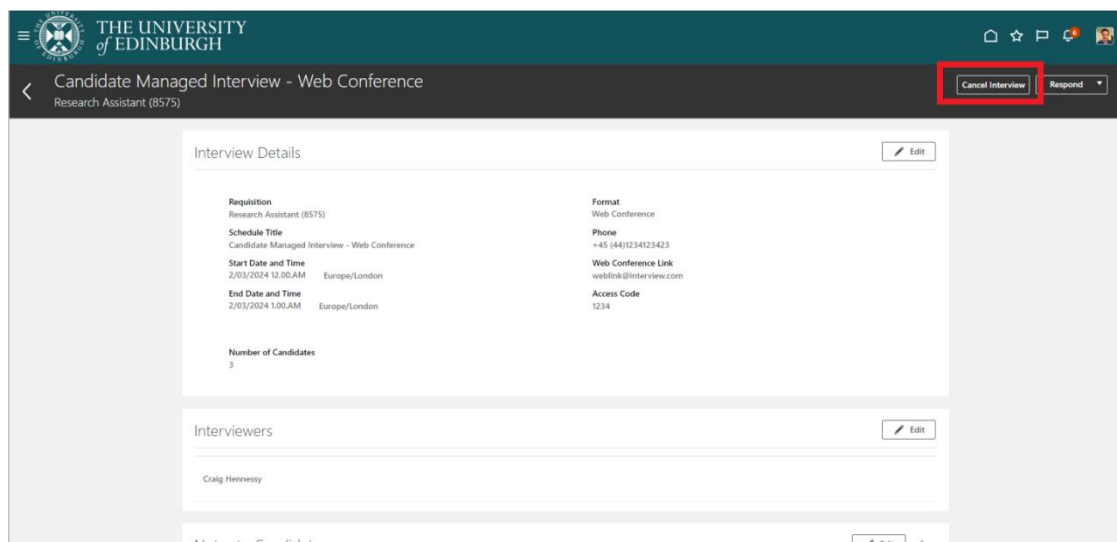 THE UNIVERSITY
of EDINBURGH
6
Candidate Managed Interview - Web Conference
Research Assistant (8575)
Cancel Interview
Respond
Interview Details
Edit
Requisition
Research Assistant (8575)
Schedule Title
Candidate Managed Interview - Web Conference
Start Date and Time
2/03/2024 12.00.AM Europe/London
End Date and Time
2/03/2024 1.00.AM Europe/London
Number of Candidates
3
Format
Web Conference
Phone
+45 (44)1234123423
Web Conference Link
weblink@interview.com
Access Code
1234
Interviewers
Edit
Craig Hennessy